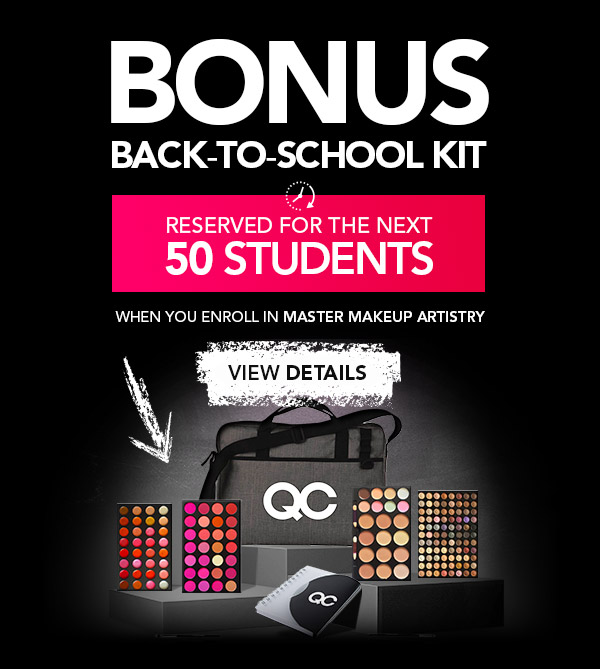 BONUS
BACK-TO-SCHOOL KIT
RESERVED FOR THE NEXT
50 STUDENTS
WHEN YOU ENROLL IN MASTER MAKEUP ARTISTRY
VIEW DETAILS
QC
QC